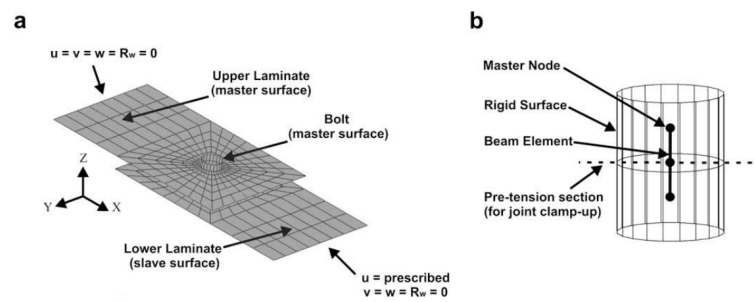 a
u = v = w = Rw = 0
Upper Laminate
(master surface)
Bolt
(master surface)
Z
Y
X
Lower Laminate
(slave surface)
u = prescribed
v = w = Rw = 0
b
Master Node
Rigid Surface
Beam Element
Pre-tension section
(for joint clamp-up)